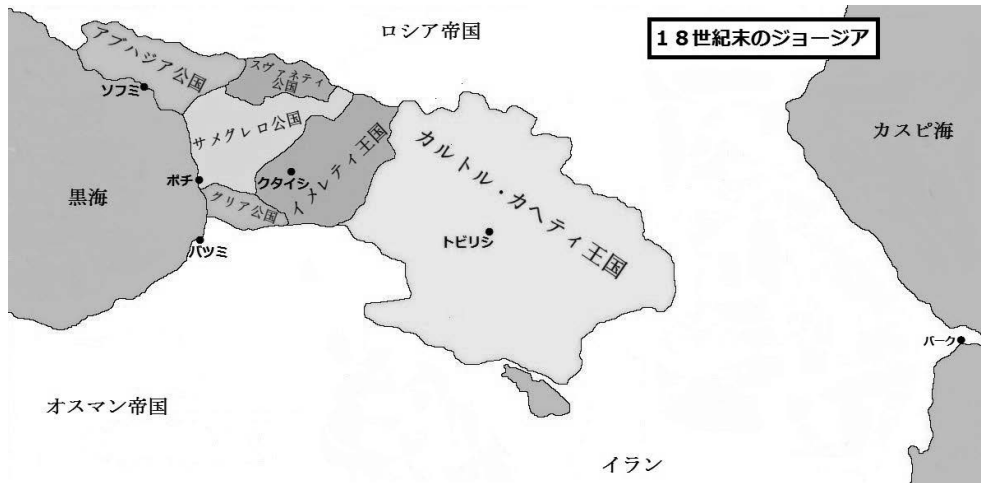 ロシア帝国
18世紀末のジョージア
アブハジア公国
スヴァネティ
公国
ソフミ
サメグレロ公国
カルトル・カヘティ王国
カスピ海
イメレティ王国
クタイシ
ポチ
黒海
グリア公国
トビリシ
バツミ
バークー
オスマン帝国
イラン